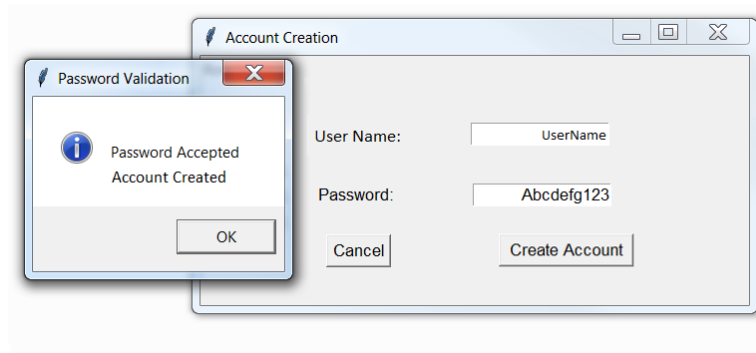 Account Creation
Password Validation
Password Accepted
Account Created
OK
User Name:
UserName
Password:
Abcdefg123
Cancel
Create Account